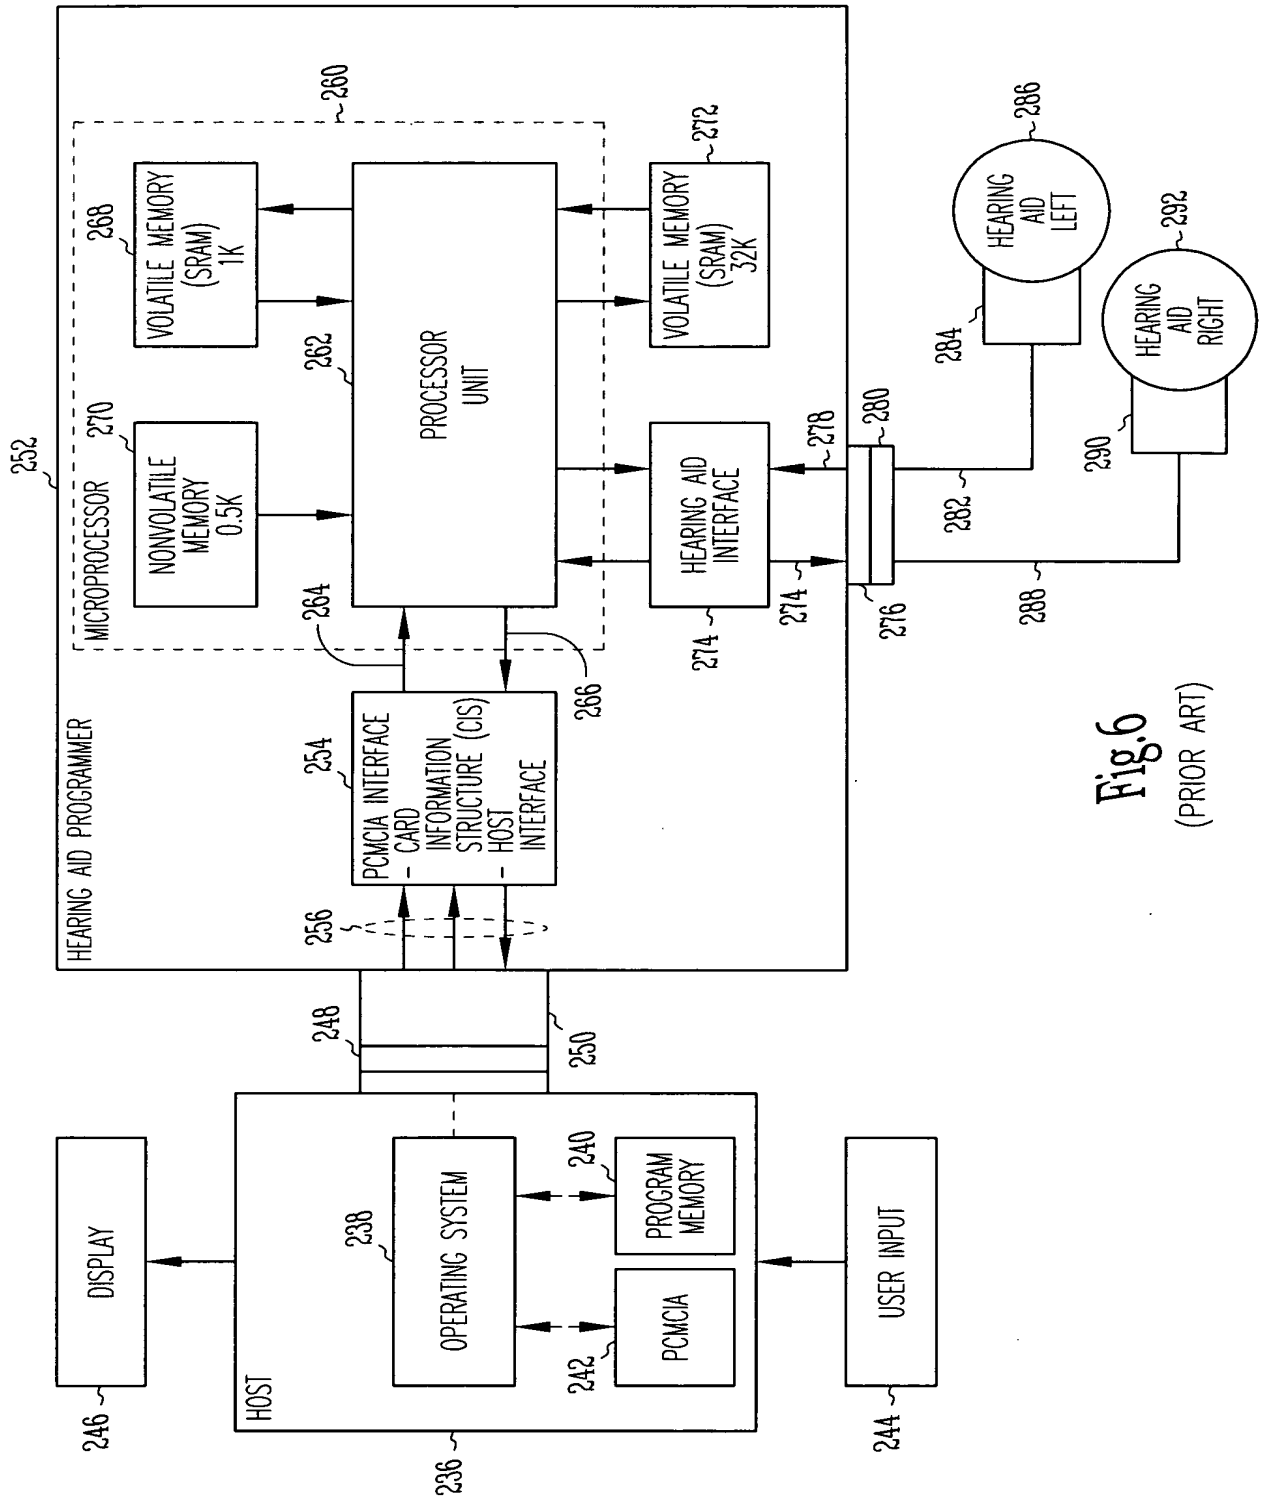 246
DISPLAY
HOST
236
238
OPERATING SYSTEM
242
PCMCIA
240
PROGRAM
MEMORY
244
USER INPUT
248
250
252
HEARING AID PROGRAMMER
256
254
PCMCIA INTERFACE
- CARD
INFORMATION
STRUCTURE (CIS)
- HOST
INTERFACE
264
266
MICROPROCESSOR
260
270
NONVOLATILE
MEMORY
0.5K
268
VOLATILE MEMORY
(SRAM)
1K
262
PROCESSOR
UNIT
274
HEARING AID
INTERFACE
272
VOLATILE MEMORY
(SRAM)
32K
274
278
276
280
282
288
284
HEARING
AID
LEFT
286
290
HEARING
AID
RIGHT
292
Fig.6
(PRIOR ART)